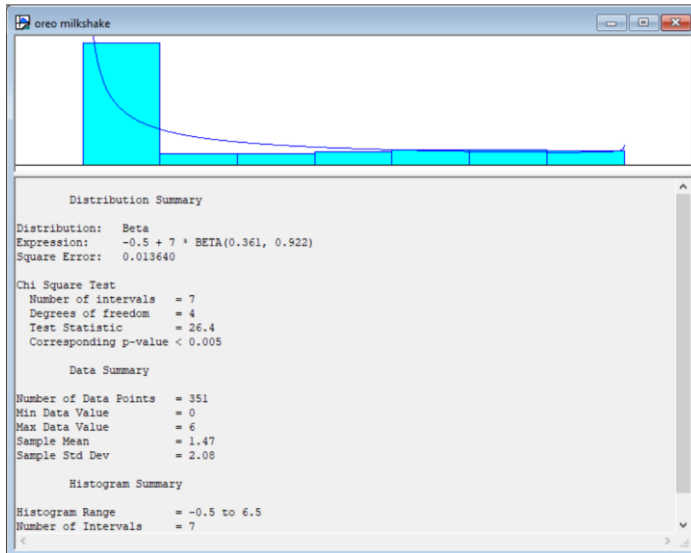 oreo milkshake
Distribution Summary
Distribution: Beta
Expression: -0.5 + 7 * BETA(0.361, 0.922)
Square Error: 0.013640
Chi Square Test
Number of intervals = 7
Degrees of freedom = 4
Test Statistic = 26.4
Corresponding p-value < 0.005
Data Summary
Number of Data Points = 351
Min Data Value = 0
Max Data Value = 6
Sample Mean = 1.47
Sample Std Dev = 2.08
Histogram Summary
Histogram Range = -0.5 to 6.5
Number of Intervals = 7